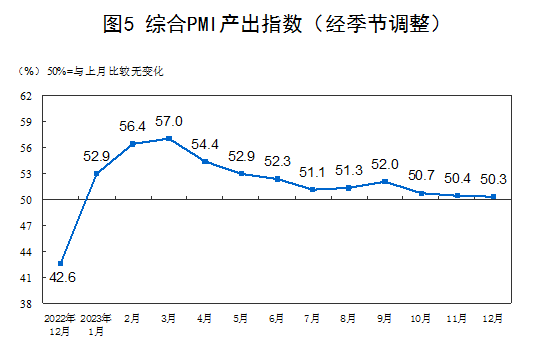 图5 综合PMI产出指数（经季节调整）
（%）50%=与上月比较无变化
62
59
56
53
50
47
44
41
38
42.6
52.9
56.4
57.0
54.4
52.9
52.3
51.1
51.3
52.0
50.7
50.4
50.3
2022年
12月
2023年
1月
2月
3月
4月
5月
6月
7月
8月
9月
10月
11月
12月